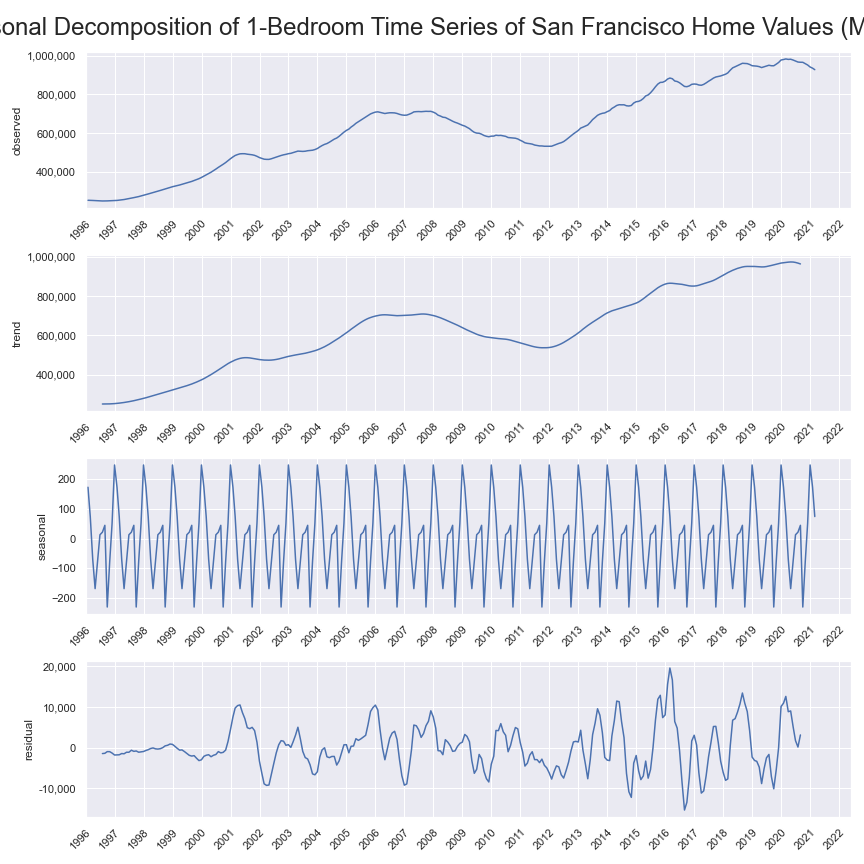 onal Decomposition of 1-Bedroom Time Series of San Francisco Home Values (M
1,000,000
800,000
600,000
400,000
observed
1996 1997 1998 1999 2000 2001 2002 2003 2004 2005 2006 2007 2008 2009 2010 2011 2012 2013 2014 2015 2016 2017 2018 2019 2020 2021 2022
1,000,000
800,000
600,000
400,000
trend
1996 1997 1998 1999 2000 2001 2002 2003 2004 2005 2006 2007 2008 2009 2010 2011 2012 2013 2014 2015 2016 2017 2018 2019 2020 2021 2022
200
100
0
−100
−200
seasonal
1996 1997 1998 1999 2000 2001 2002 2003 2004 2005 2006 2007 2008 2009 2010 2011 2012 2013 2014 2015 2016 2017 2018 2019 2020 2021 2022
20,000
10,000
0
-10,000
residual
1996 1997 1998 1999 2000 2001 2002 2003 2004 2005 2006 2007 2008 2009 2010 2011 2012 2013 2014 2015 2016 2017 2018 2019 2020 2021 2022